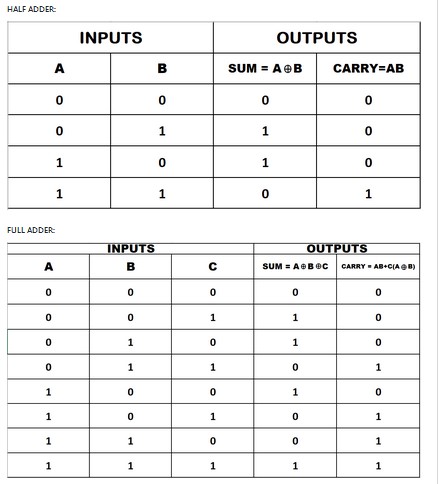 HALF ADDER:
INPUTS OUTPUTS
A B SUM = A⊕B CARRY=AB
0 0 0 0
0 1 1 0
1 0 1 0
1 1 0 1
FULL ADDER:
INPUTS OUTPUTS
A B C SUM = A⊕B⊕C CARRY = AB+C(A⊕B)
0 0 0 0 0
0 0 1 1 0
0 1 0 1 0
0 1 1 0 1
1 0 0 1 0
1 0 1 0 1
1 1 0 0 1
1 1 1 1 1